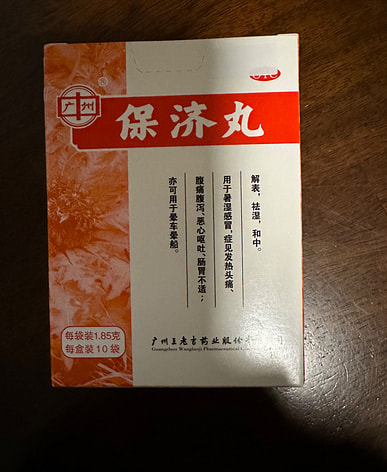 OTC
广州
®
保济丸
解表,祛湿,和中。
用于暑湿感冒,症见发热头痛、
腹痛腹泻、恶心呕吐、肠胃不适;
亦可用于晕车晕船。
每袋装1.85克
每盒装10袋
广州王老吉药业股份
Guangzhou Wanglaoji Pharmaceutical